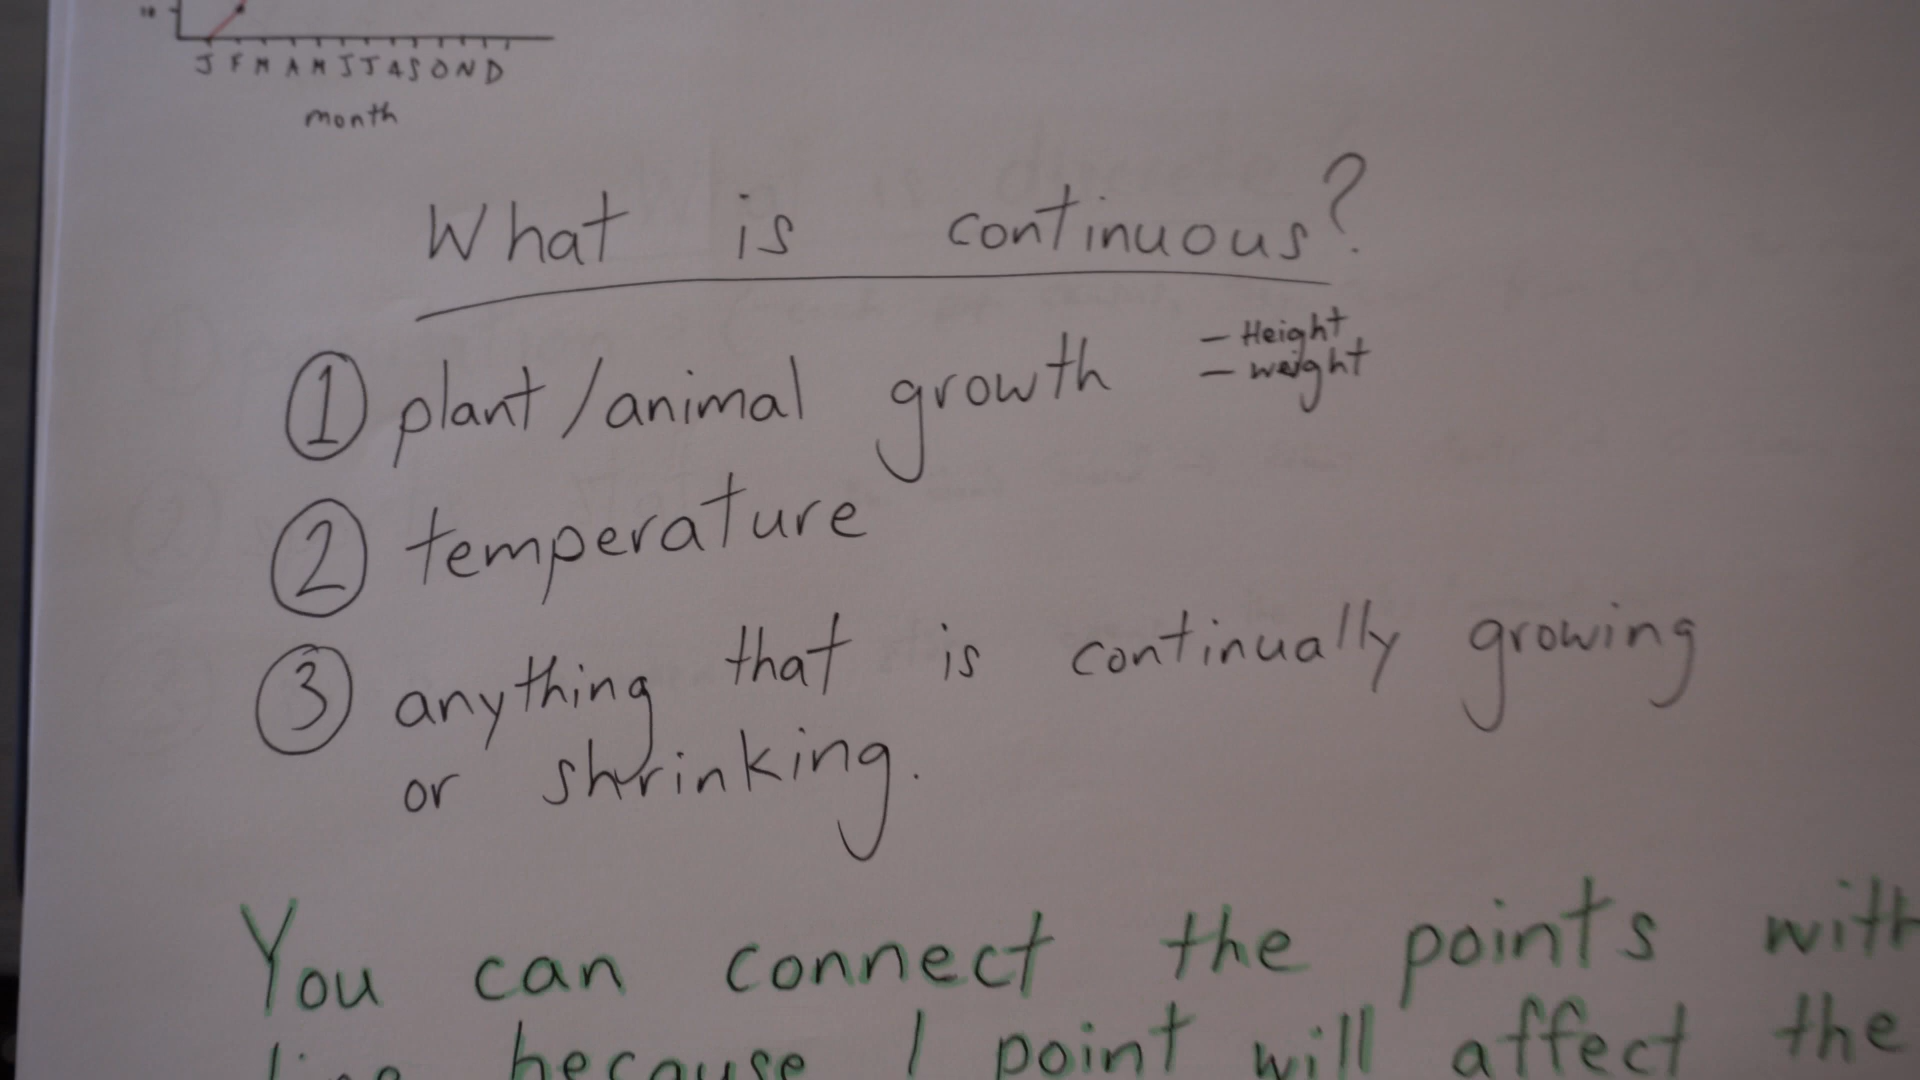 10
J F M A M J J A S O N D
month
What is continuous?
① plant/animal growth - Height
- weight
② temperature
③ anything that is continually growing
or shrinking.
You can connect the points with
because 1 point will affect the